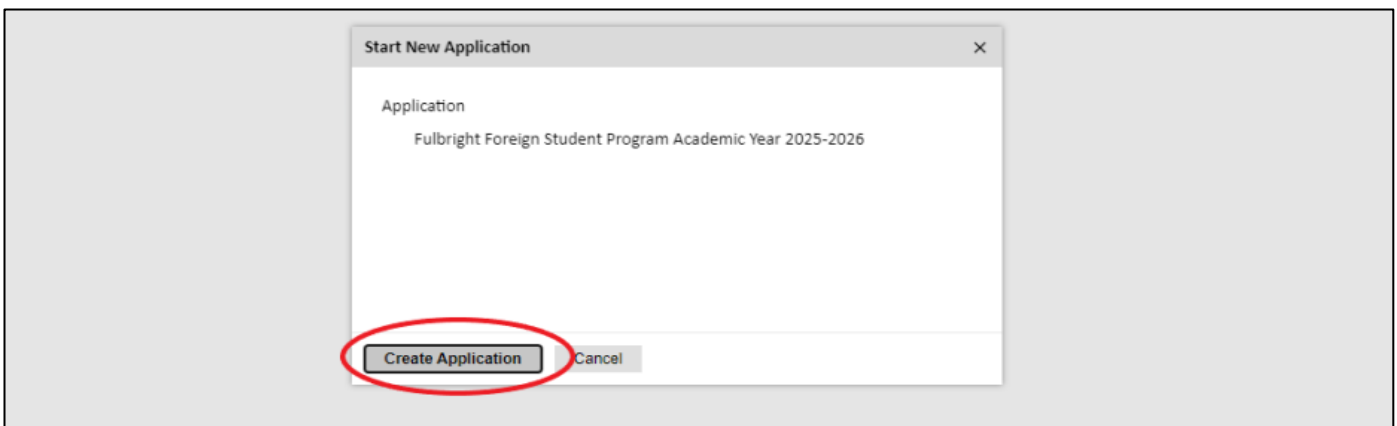 Start New Application
Application
Fulbright Foreign Student Program Academic Year 2025-2026
Create Application Cancel